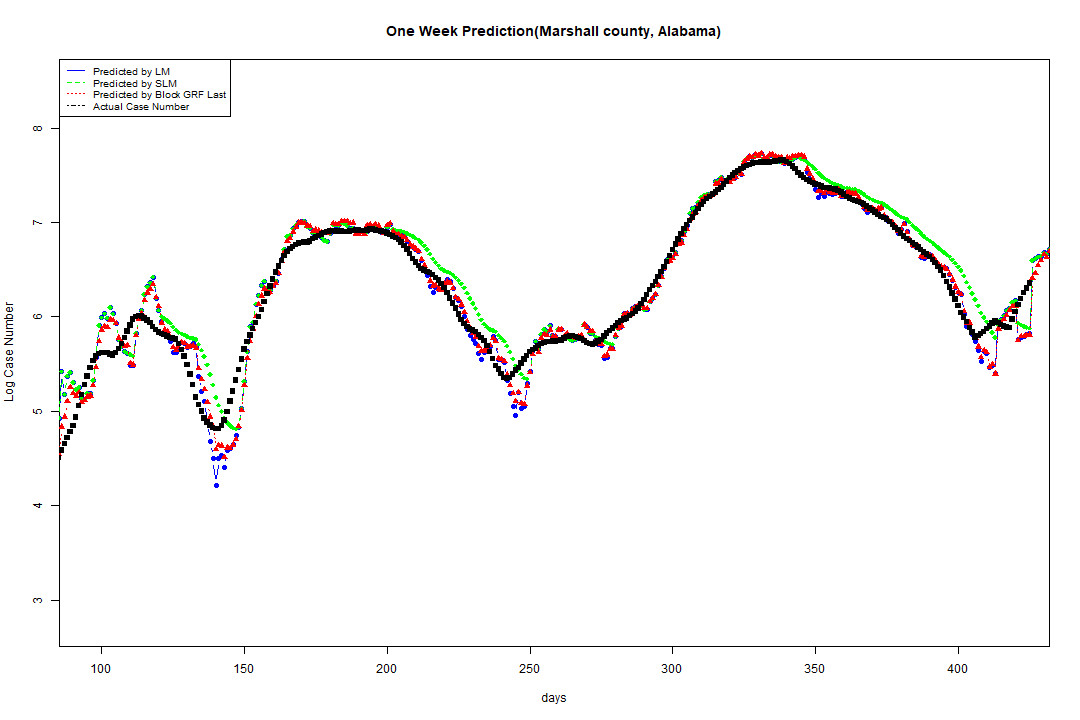 One Week Prediction(Marshall county, Alabama)
Predicted by LM
Predicted by SLM
Predicted by Block GRF Last
Actual Case Number
Log Case Number
8
7
6
5
4
3
100 150 200 250 300 350 400
days